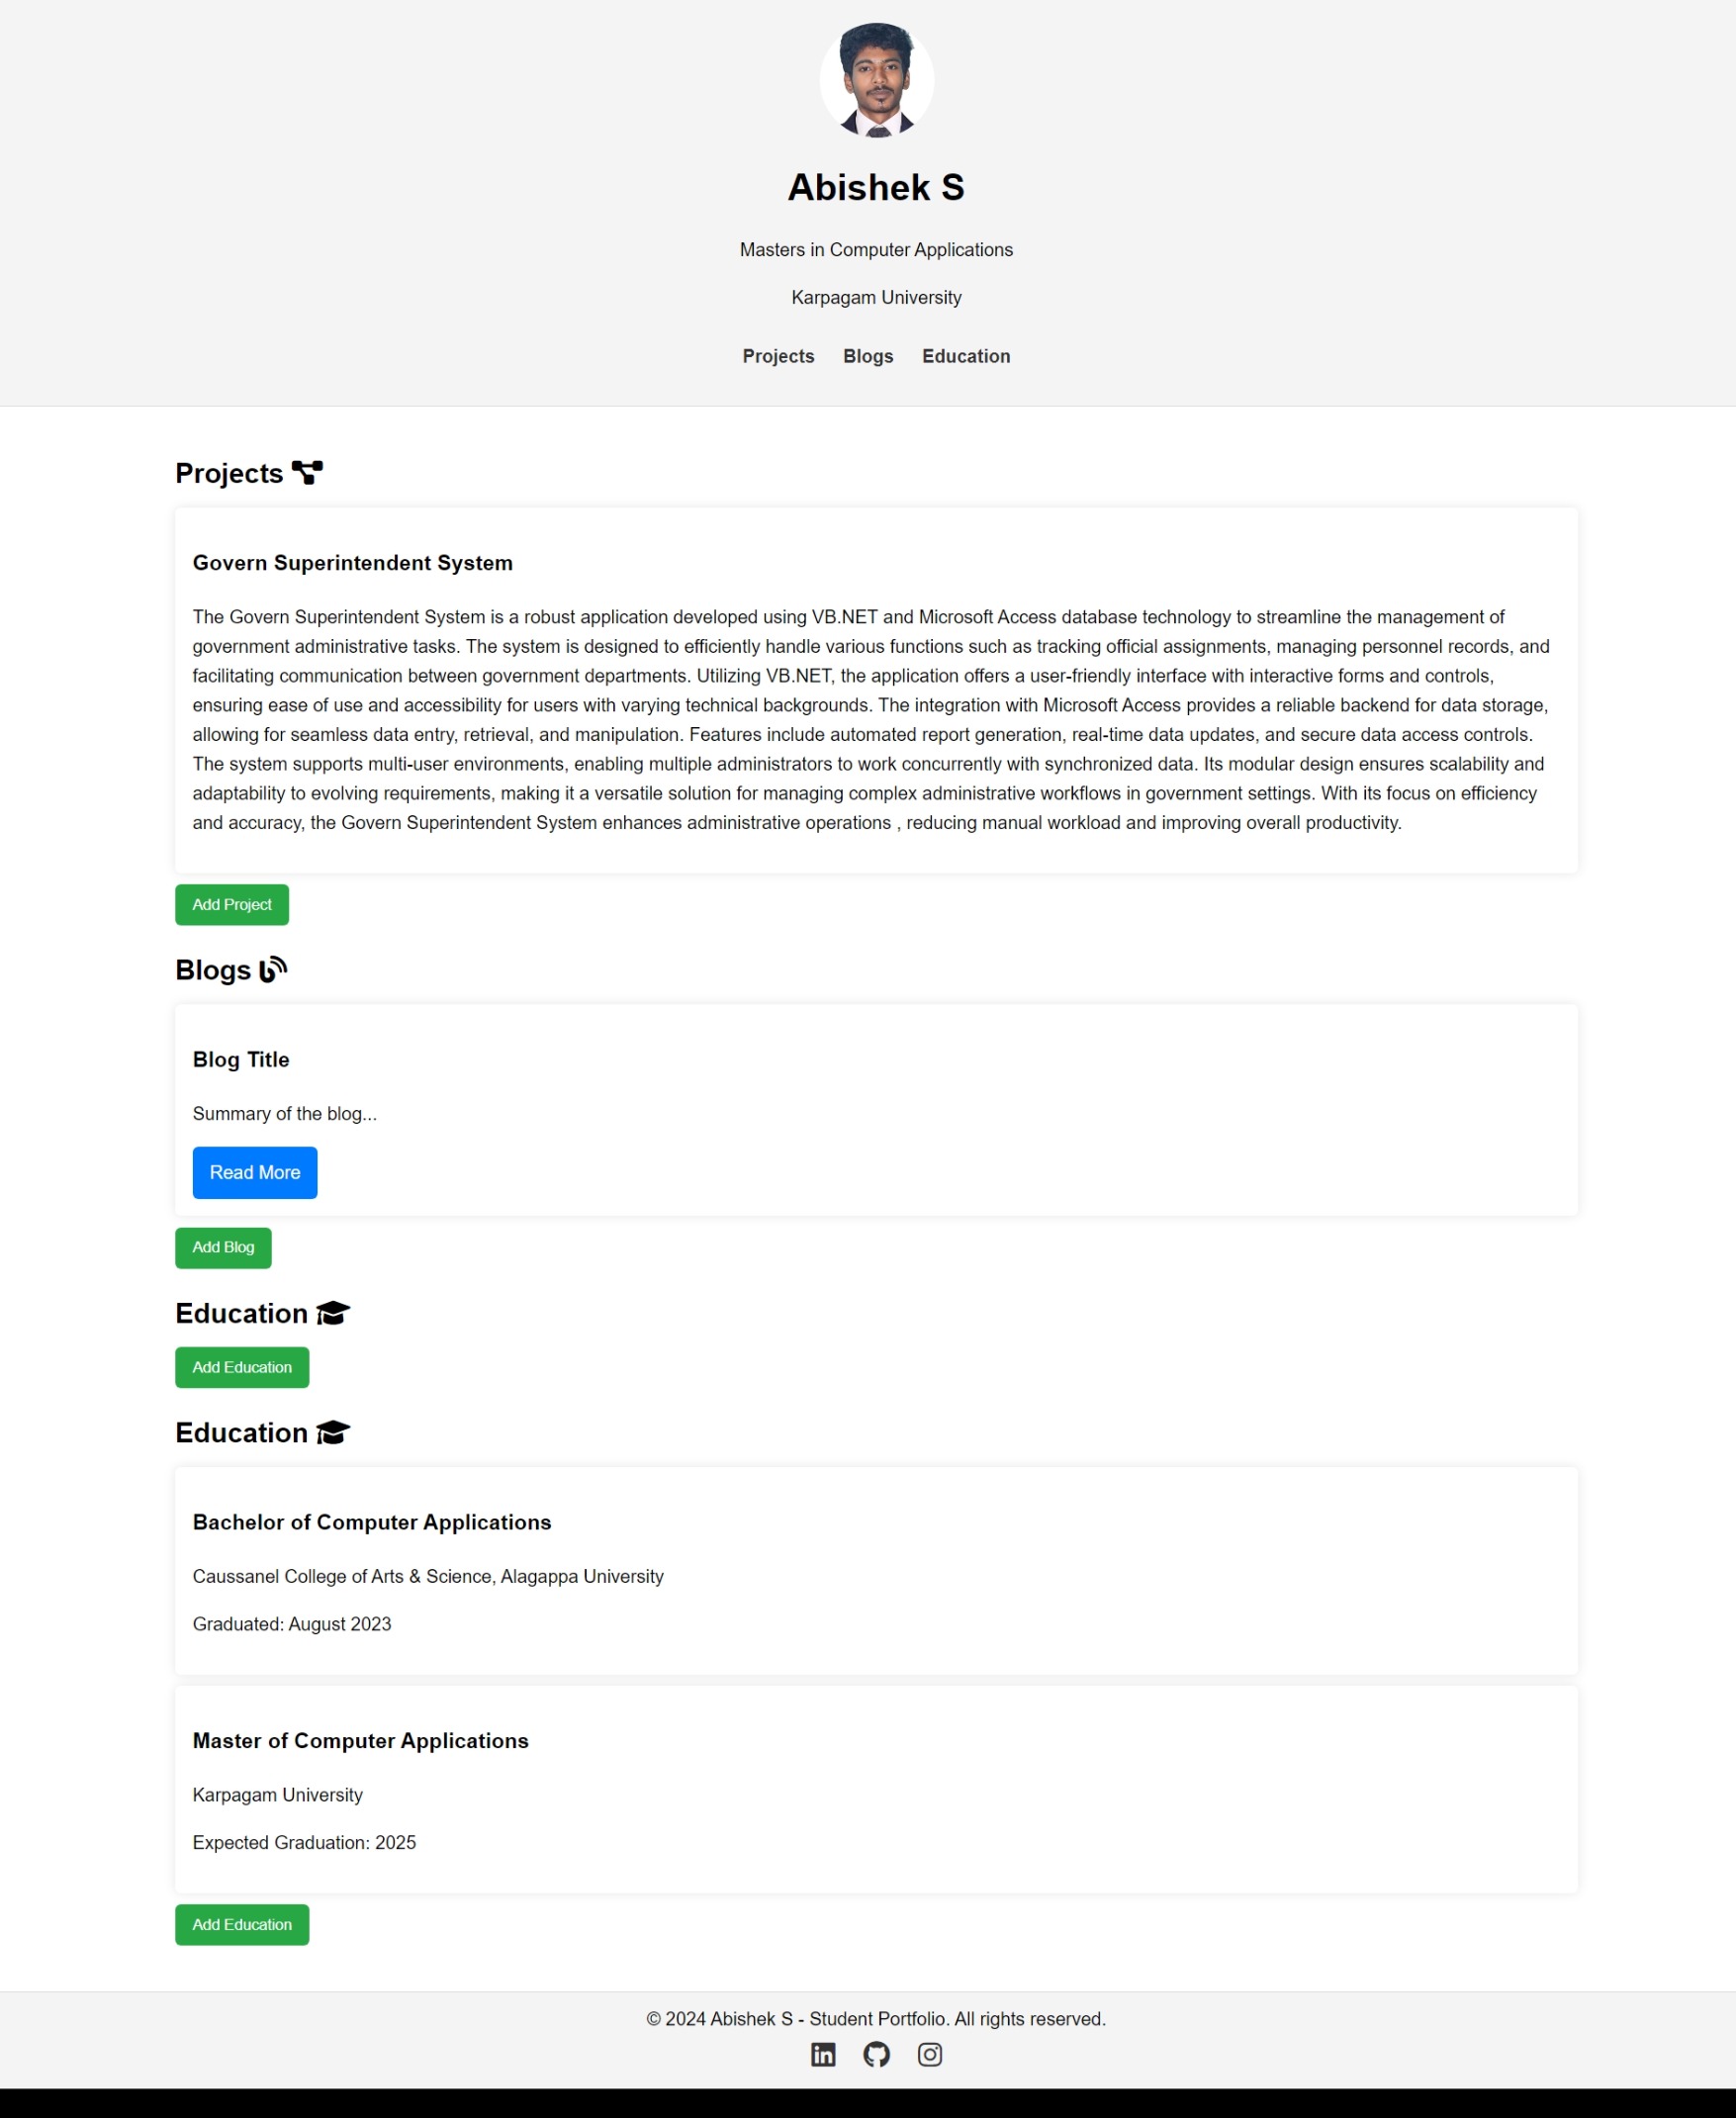 Abishek S
Masters in Computer Applications
Karpagam University
Projects Blogs Education
Projects
Govern Superintendent System
The Govern Superintendent System is a robust application developed using VB.NET and Microsoft Access database technology to streamline the management of
government administrative tasks. The system is designed to efficiently handle various functions such as tracking official assignments, managing personnel records, and
facilitating communication between government departments. Utilizing VB.NET, the application offers a user-friendly interface with interactive forms and controls,
ensuring ease of use and accessibility for users with varying technical backgrounds. The integration with Microsoft Access provides a reliable backend for data storage,
allowing for seamless data entry, retrieval, and manipulation. Features include automated report generation, real-time data updates, and secure data access controls.
The system supports multi-user environments, enabling multiple administrators to work concurrently with synchronized data. Its modular design ensures scalability and
adaptability to evolving requirements, making it a versatile solution for managing complex administrative workflows in government settings. With its focus on efficiency
and accuracy, the Govern Superintendent System enhances administrative operations , reducing manual workload and improving overall productivity.
Add Project
Blogs
Blog Title
Summary of the blog...
Read More
Add Blog
Education
Add Education
Education
Bachelor of Computer Applications
Caussanel College of Arts & Science, Alagappa University
Graduated: August 2023
Master of Computer Applications
Karpagam University
Expected Graduation: 2025
Add Education
© 2024 Abishek S - Student Portfolio. All rights reserved.